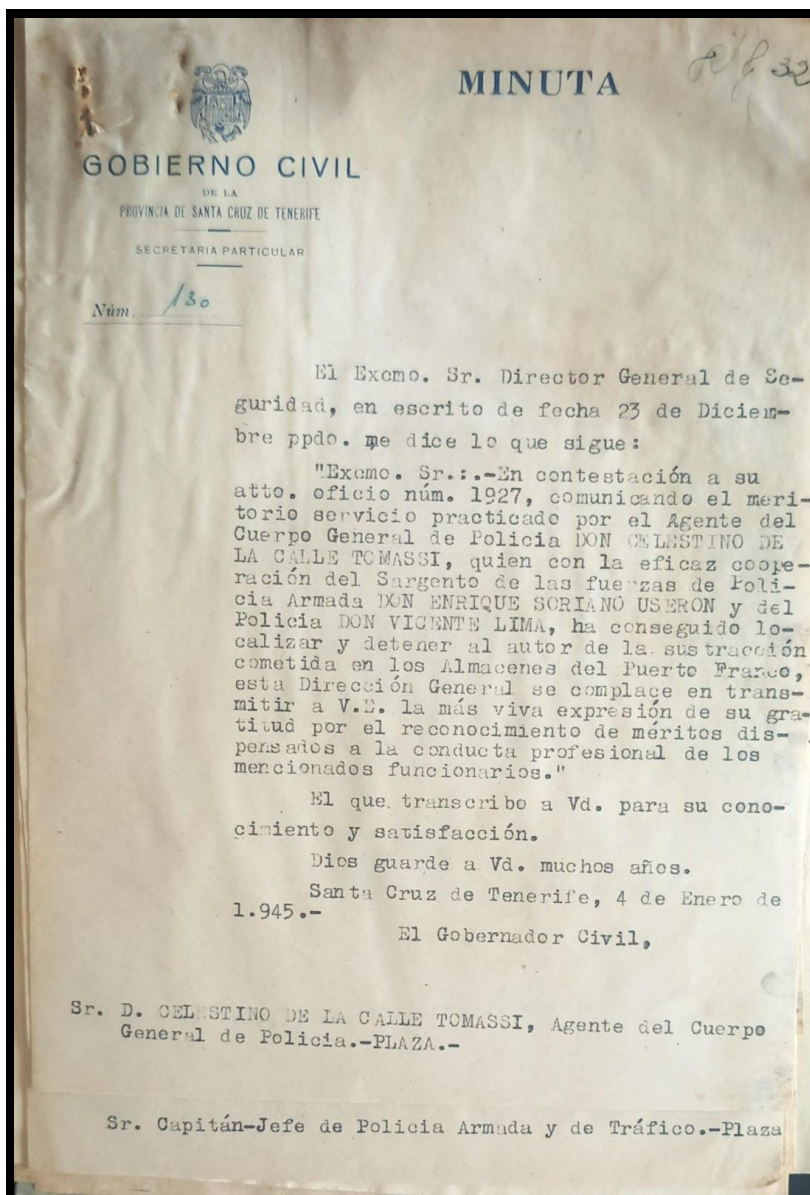 MINUTA
32
GOBIERNO CIVIL
DE LA
PROVINCIA DE SANTA CRUZ DE TENERIFE
SECRETARIA PARTICULAR
Núm. 130
El Excmo. Sr. Director General de Se-
guridad, en escrito de fecha 23 de Diciem-
bre ppdo. me dice lo que sigue:
"Excmo. Sr.:.-En contestación a su
atto. oficio núm. 1927, comunicando el meri-
torio servicio practicado por el Agente del
Cuerpo General de Policia DON CELESTINO DE
LA CALLE TOMASSI, quien con la eficaz coope-
ración del Sargento de las fuerzas de Poli-
cia Armada DON ENRIQUE SORIANO USERON y del
Policia DON VICENTE LIMA, ha conseguido lo-
calizar y detener al autor de la sustracción
cometida en los Almacenes del Puerto Franco,
esta Dirección General se complace en trans-
mitir a V.E. la más viva expresión de su gra-
titud por el reconocimiento de méritos dis-
pensados a la conducta profesional de los
mencionados funcionarios."
El que transcribo a Vd. para su cono-
cimiento y satisfacción.
Dios guarde a Vd. muchos años.
Santa Cruz de Tenerife, 4 de Enero de
1.945.-
El Gobernador Civil,
Sr. D. CELESTINO DE LA CALLE TOMASSI, Agente del Cuerpo
General de Policia.-PLAZA.-
Sr. Capitán-Jefe de Policia Armada y de Tráfico.-Plaza